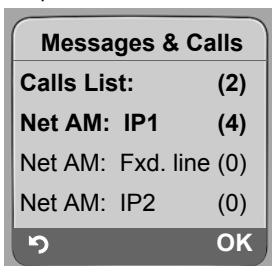 Messages & Calls
Calls List: (2)
Net AM: IP1 (4)
Net AM: Fxd. line (0)
Net AM: IP2 (0)
OK